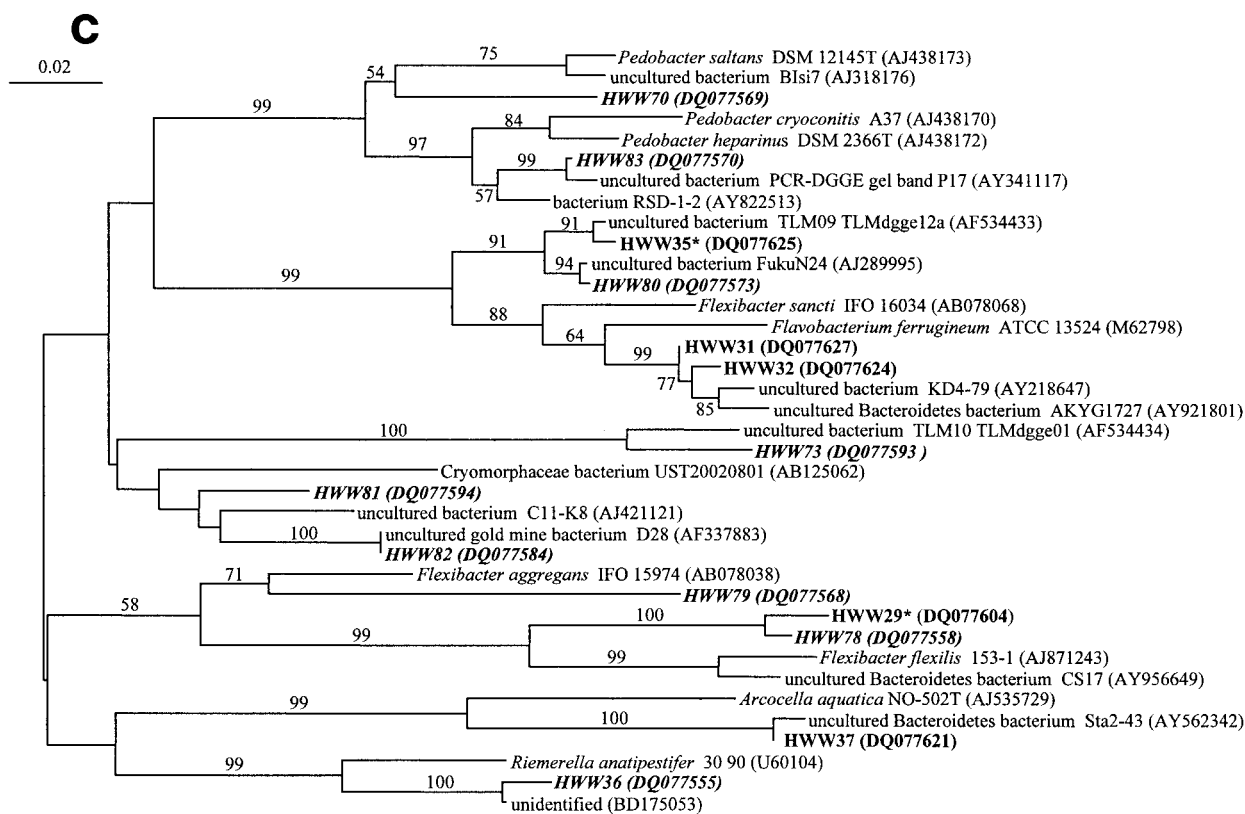 C
0.02
75
Pedobacter saltans DSM 12145T (AJ438173)
54
uncultured bacterium BIsi7 (AJ318176)
HWW70 (DQ077569)
99
Pedobacter cryoconitis A37 (AJ438170)
84
Pedobacter heparinus DSM 2366T (AJ438172)
97
99
HWW83 (DQ077570)
uncultured bacterium PCR-DGGE gel band P17 (AY341117)
57
bacterium RSD-1-2 (AY822513)
91
uncultured bacterium TLM09 TLMdgge12a (AF534433)
91
HWW35* (DQ077625)
94
uncultured bacterium FukuN24 (AJ289995)
99
HWW80 (DQ077573)
Flexibacter sancti IFO 16034 (AB078068)
88
Flavobacterium ferrugineum ATCC 13524 (M62798)
64
HWW31 (DQ077627)
99
HWW32 (DQ077624)
77
uncultured bacterium KD4-79 (AY218647)
85
uncultured Bacteroidetes bacterium AKYG1727 (AY921801)
100
uncultured bacterium TLM10 TLMdgge01 (AF534434)
HWW73 (DQ077593 )
Cryomorphaceae bacterium UST20020801 (AB125062)
HWW81 (DQ077594)
uncultured bacterium C11-K8 (AJ421121)
100
uncultured gold mine bacterium D28 (AF337883)
HWW82 (DQ077584)
71
Flexibacter aggregans IFO 15974 (AB078038)
HWW79 (DQ077568)
58
100
HWW29* (DQ077604)
99
HWW78 (DQ077558)
99
Flexibacter flexilis 153-1 (AJ871243)
uncultured Bacteroidetes bacterium CS17 (AY956649)
99
Arcocella aquatica NO-502T (AJ535729)
100
uncultured Bacteroidetes bacterium Sta2-43 (AY562342)
HWW37 (DQ077621)
99
Riemerella anatipestifer 30 90 (U60104)
100
HWW36 (DQ077555)
unidentified (BD175053)